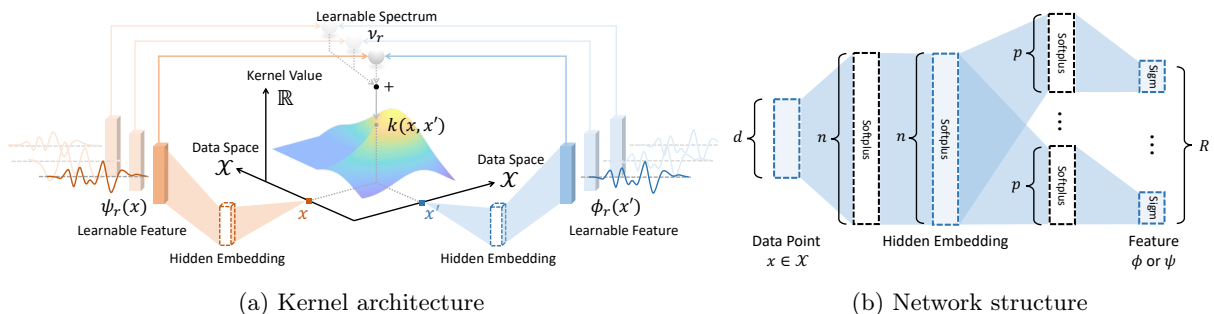 Learnable Spectrum
ν_r
Kernel Value
ℝ
+
k(x, x′)
Data Space
𝒳
Data Space
𝒳
ψ_r(x)
x
x′
ϕ_r(x′)
Learnable Feature
Learnable Feature
Hidden Embedding
Hidden Embedding
(a) Kernel architecture
d
n
Softplus
n
p
Softplus
Sigm
...
...
R
p
Softplus
Sigm
Data Point
x ∈ 𝒳
Hidden Embedding
Feature
ϕ or ψ
(b) Network structure